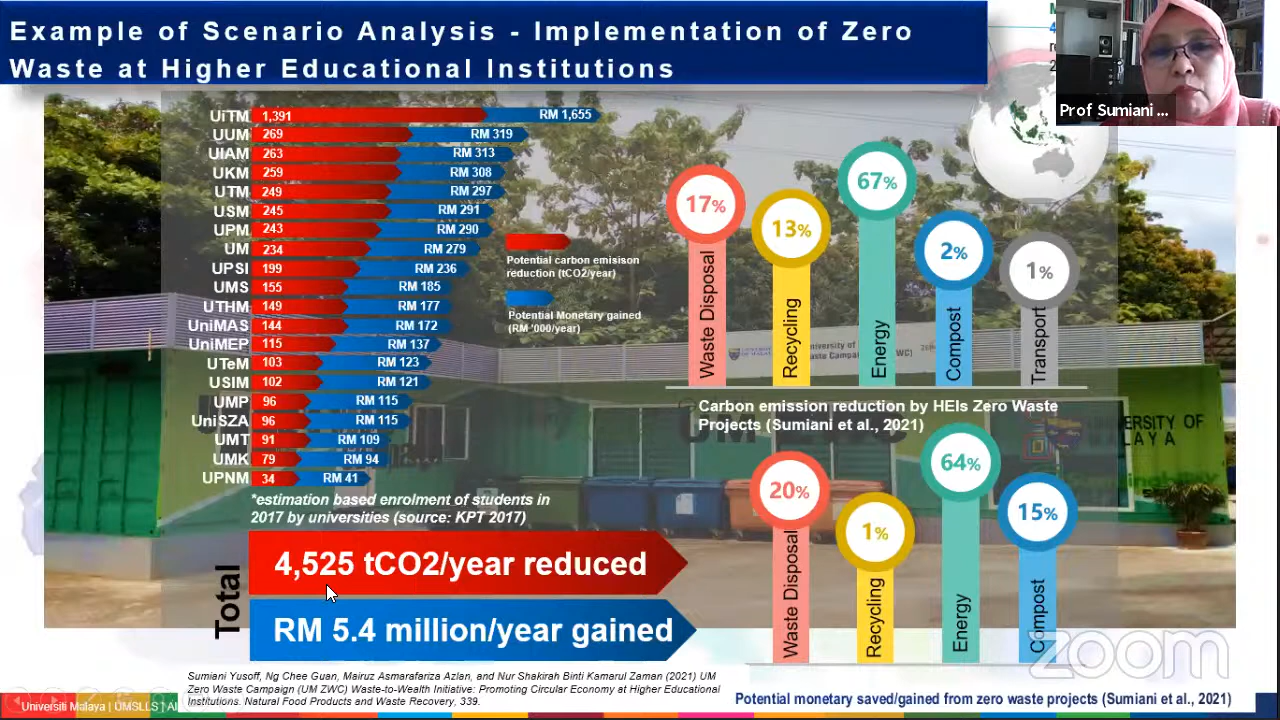 Example of Scenario Analysis - Implementation of Zero
Waste at Higher Educational Institutions
Prof Sumiani ...
UiTM 1,391 RM 1,655
UUM 269 RM 319
UIAM 263 RM 313
UKM 259 RM 308
UTM 249 RM 297
USM 245 RM 291
UPM 243 RM 290
UM 234 RM 279
UPSI 199 RM 236
UMS 155 RM 185
UTHM 149 RM 177
UniMAS 144 RM 172
UniMEP 115 RM 137
UTeM 103 RM 123
USIM 102 RM 121
UMP 96 RM 115
UniSZA 96 RM 115
UMT 91 RM 109
UMK 79 RM 94
UPNM 34 RM 41
Potential carbon emisison
reduction (tCO2/year)
Potential Monetary gained
(RM '000/year)
*estimation based enrolment of students in
2017 by universities (source: KPT 2017)
Total
4,525 tCO2/year reduced
RM 5.4 million/year gained
17% 13% 67% 2% 1%
Waste Disposal Recycling Energy Compost Transport
Carbon emission reduction by HEIs Zero Waste
Projects (Sumiani et al., 2021)
20% 1% 64% 15%
Waste Disposal Recycling Energy Compost
Potential monetary saved/gained from zero waste projects (Sumiani et al., 2021)
Sumiani Yusoff, Ng Chee Guan, Mairuz Asmarafariza Azlan, and Nur Shakirah Binti Kamarul Zaman (2021) UM
Zero Waste Campaign (UM ZWC) Waste-to-Wealth Initiative: Promoting Circular Economy at Higher Educational
Institutions. Natural Food Products and Waste Recovery, 339.
Universiti Malaya | UMSLLS | Al
zoom